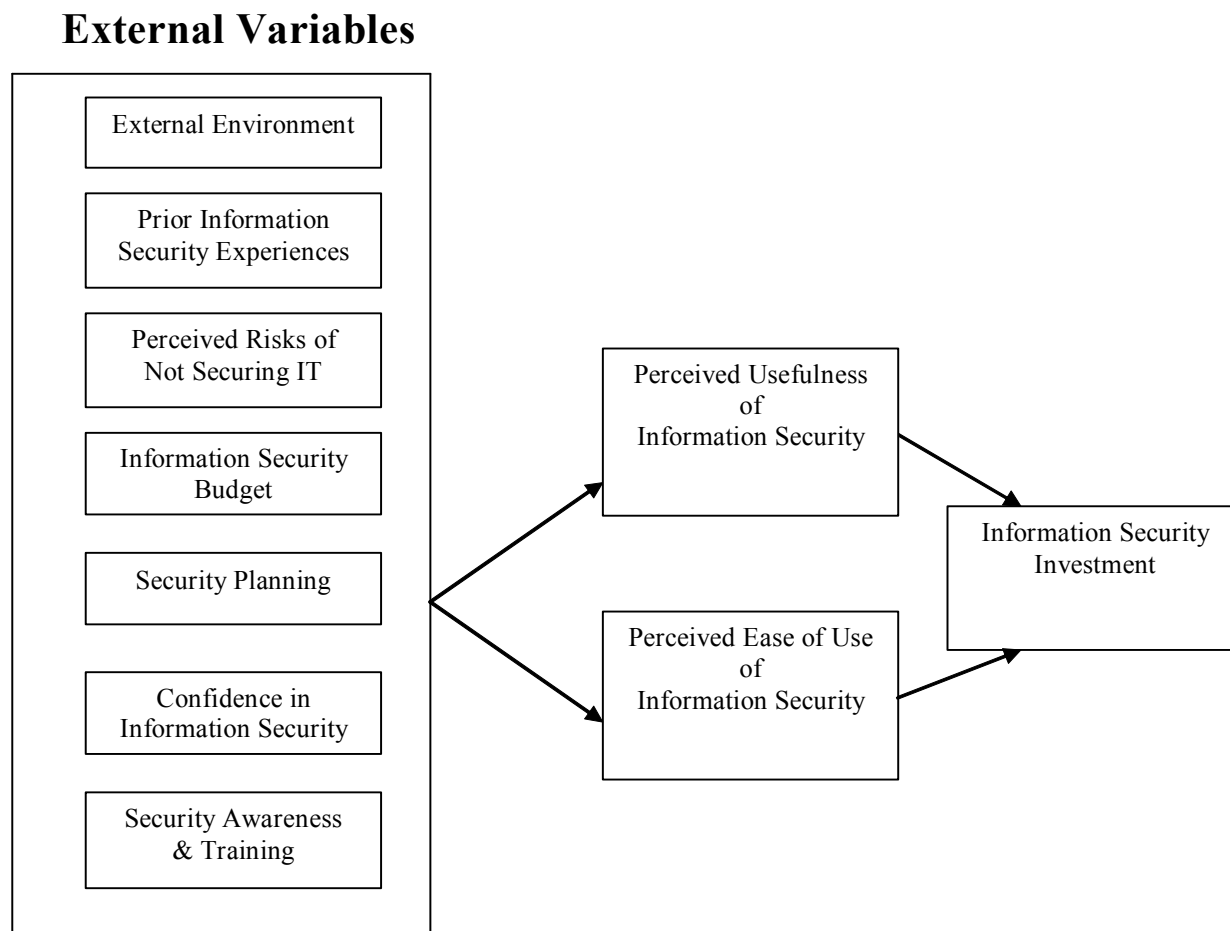 External Variables
External Environment
Prior Information
Security Experiences
Perceived Risks of
Not Securing IT
Information Security
Budget
Security Planning
Confidence in
Information Security
Security Awareness
& Training
Perceived Usefulness
of
Information Security
Perceived Ease of Use
of
Information Security
Information Security
Investment